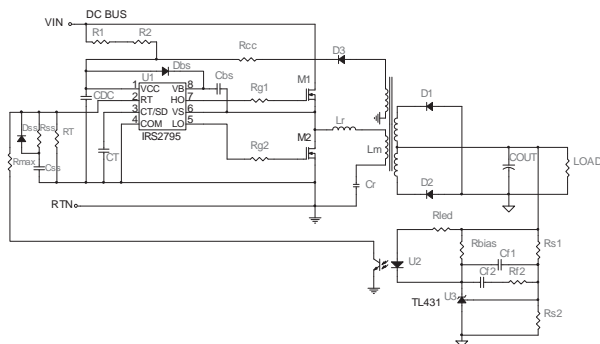 DC BUS
VIN
R1
R2
Rcc
D3
Dbs
U1
Cbs
M1
1
VCC
VB
8
CDC
2
RT
HO
7
Rg1
D1
3
CT/SD
VS
6
Dss
Rss
RT
4
COM
LO
5
M2
Lr
IRS2795
Lm
COUT
LOAD
Rmax
CT
Rg2
Css
Cr
D2
RTN
Rled
Rbias
Cf1
Rs1
U2
Cf2
Rf2
U3
TL431
Rs2